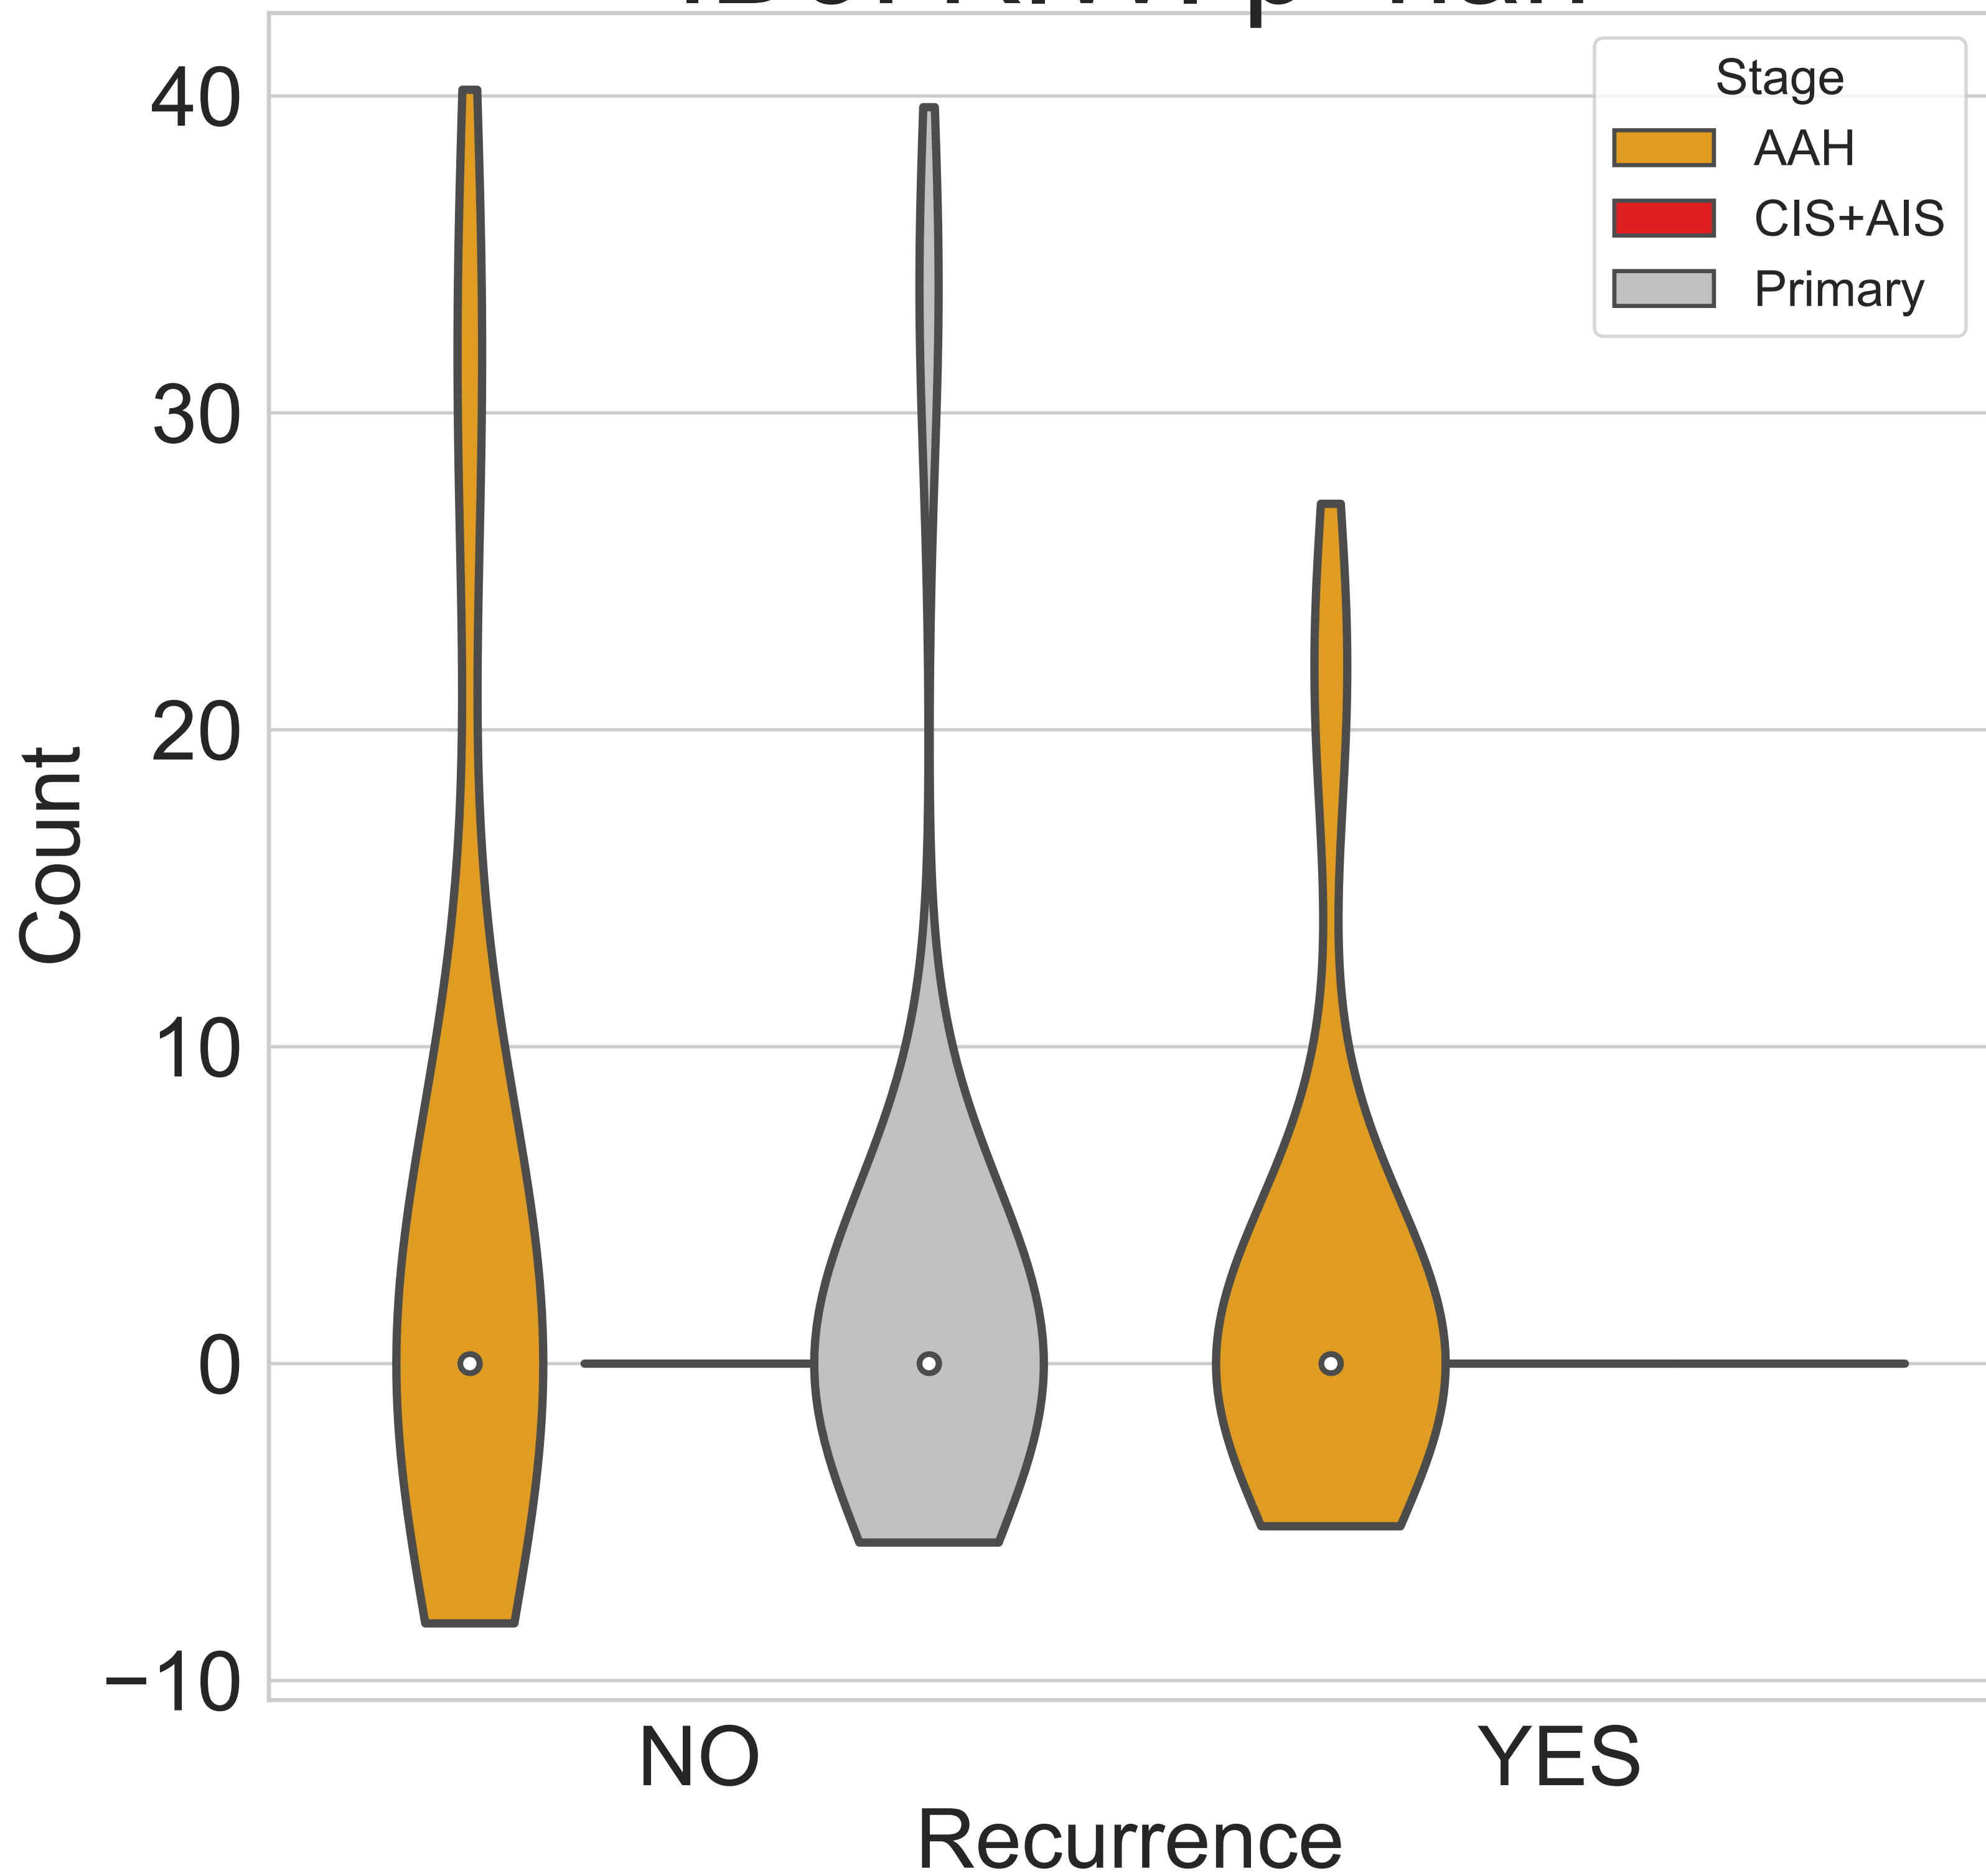 Stage
AAH
CIS+AIS
Primary
40
30
20
10
0
−10
Count
NO YES
Recurrence